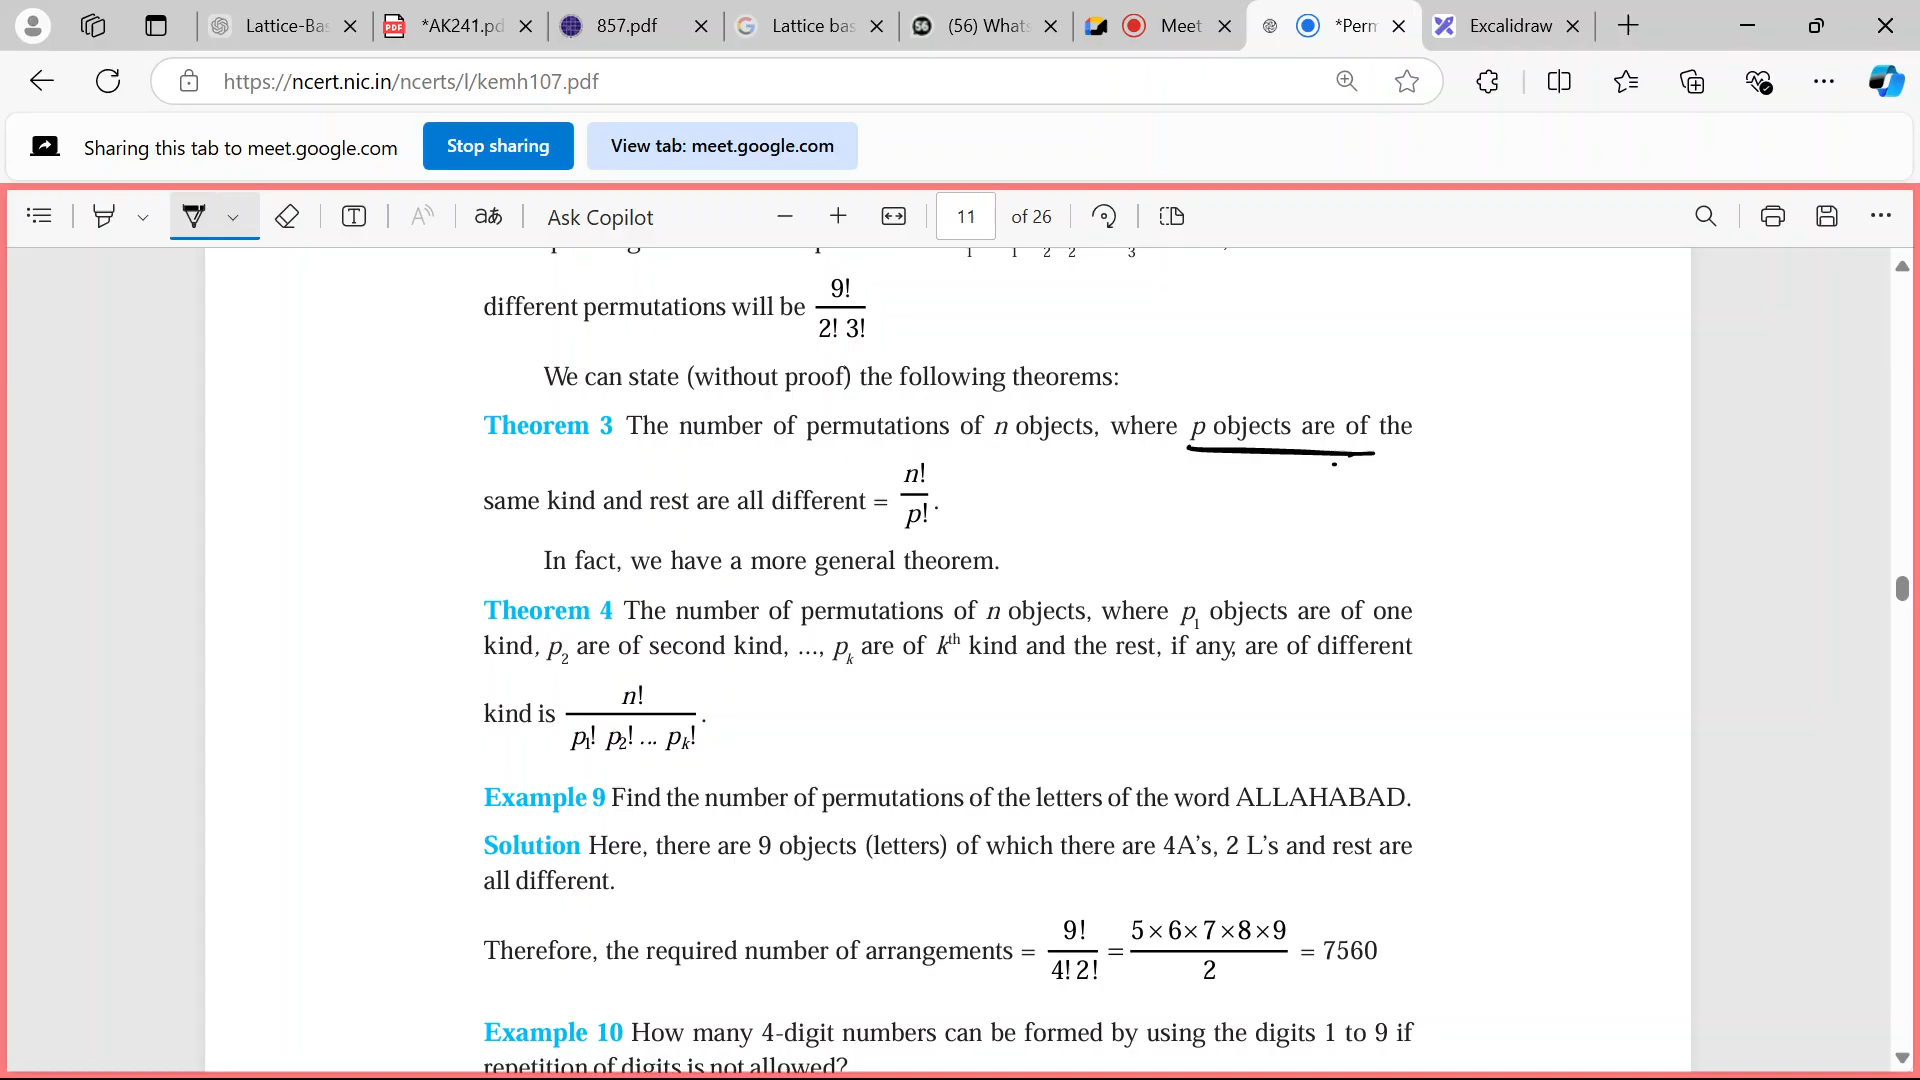 Lattice-Ba
*AK241.pd
857.pdf
Lattice bas
(56) Whats
Meet
*Perm
Excalidraw
https://ncert.nic.in/ncerts/l/kemh107.pdf
Sharing this tab to meet.google.com
Stop sharing
View tab: meet.google.com
aあ
Ask Copilot
11
of 26
1 1 2 2 3
different permutations will be 9!/(2! 3!)
We can state (without proof) the following theorems:
Theorem 3 The number of permutations of n objects, where p objects are of the
same kind and rest are all different = n!/p! .
In fact, we have a more general theorem.
Theorem 4 The number of permutations of n objects, where p₁ objects are of one
kind, p₂ are of second kind, ..., pₖ are of kᵗʰ kind and the rest, if any, are of different
kind is n!/(p₁! p₂! ... pₖ!) .
Example 9 Find the number of permutations of the letters of the word ALLAHABAD.
Solution Here, there are 9 objects (letters) of which there are 4A’s, 2 L’s and rest are
all different.
Therefore, the required number of arrangements = 9!/(4! 2!) = (5×6×7×8×9)/2 = 7560
Example 10 How many 4-digit numbers can be formed by using the digits 1 to 9 if
repetition of digits is not allowed?